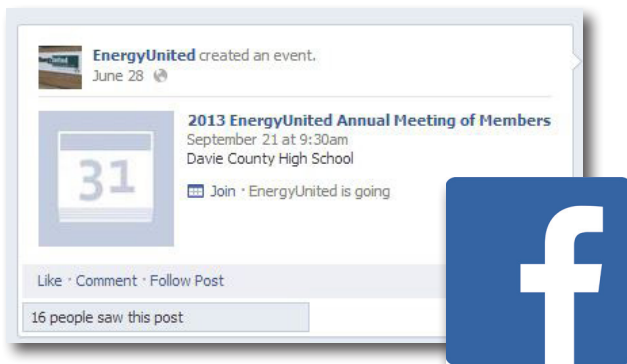 EnergyUnited created an event.
June 28
2013 EnergyUnited Annual Meeting of Members
September 21 at 9:30am
Davie County High School
31
Join · EnergyUnited is going
Like · Comment · Follow Post
16 people saw this post
f